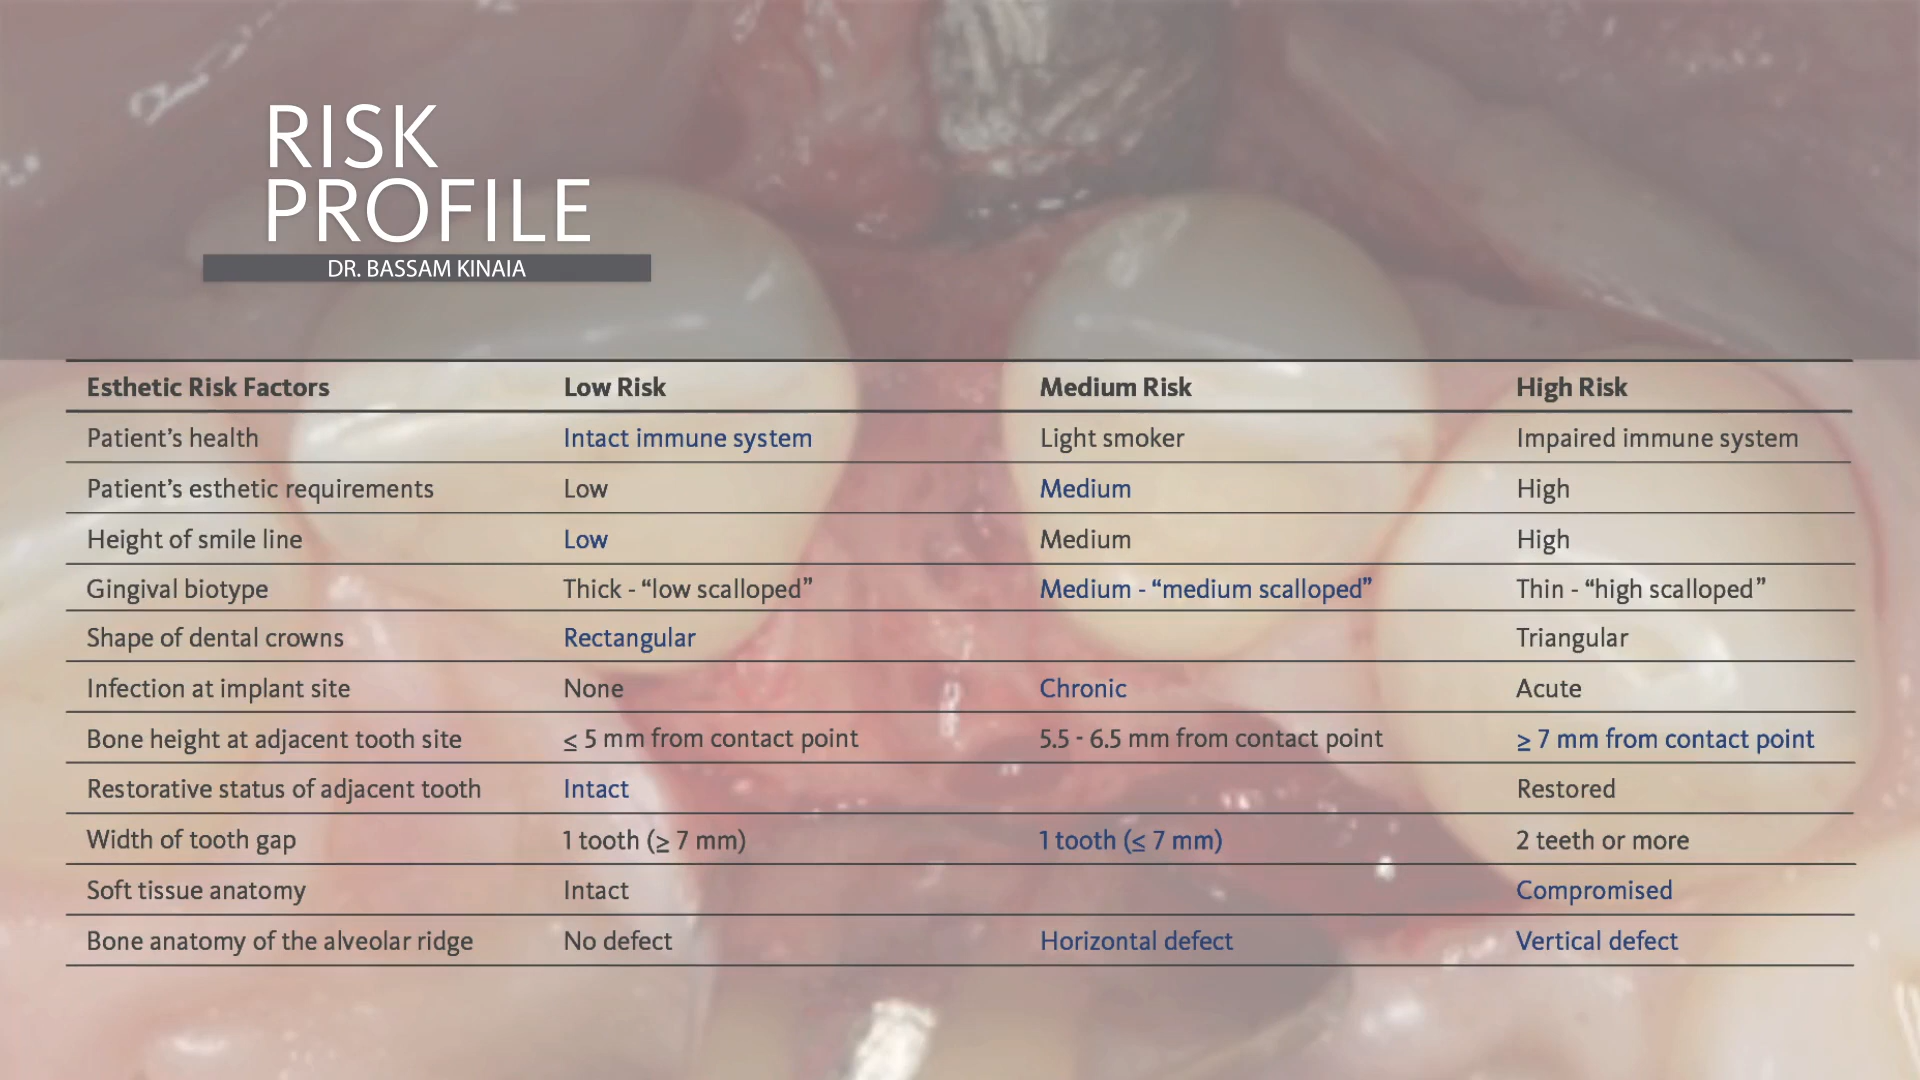 RISK
PROFILE
DR. BASSAM KINAIA
Esthetic Risk Factors Low Risk Medium Risk High Risk
Patient’s health Intact immune system Light smoker Impaired immune system
Patient’s esthetic requirements Low Medium High
Height of smile line Low Medium High
Gingival biotype Thick - “low scalloped” Medium - “medium scalloped” Thin - “high scalloped”
Shape of dental crowns Rectangular Triangular
Infection at implant site None Chronic Acute
Bone height at adjacent tooth site ≤ 5 mm from contact point 5.5 - 6.5 mm from contact point ≥ 7 mm from contact point
Restorative status of adjacent tooth Intact Restored
Width of tooth gap 1 tooth (≥ 7 mm) 1 tooth (≤ 7 mm) 2 teeth or more
Soft tissue anatomy Intact Compromised
Bone anatomy of the alveolar ridge No defect Horizontal defect Vertical defect